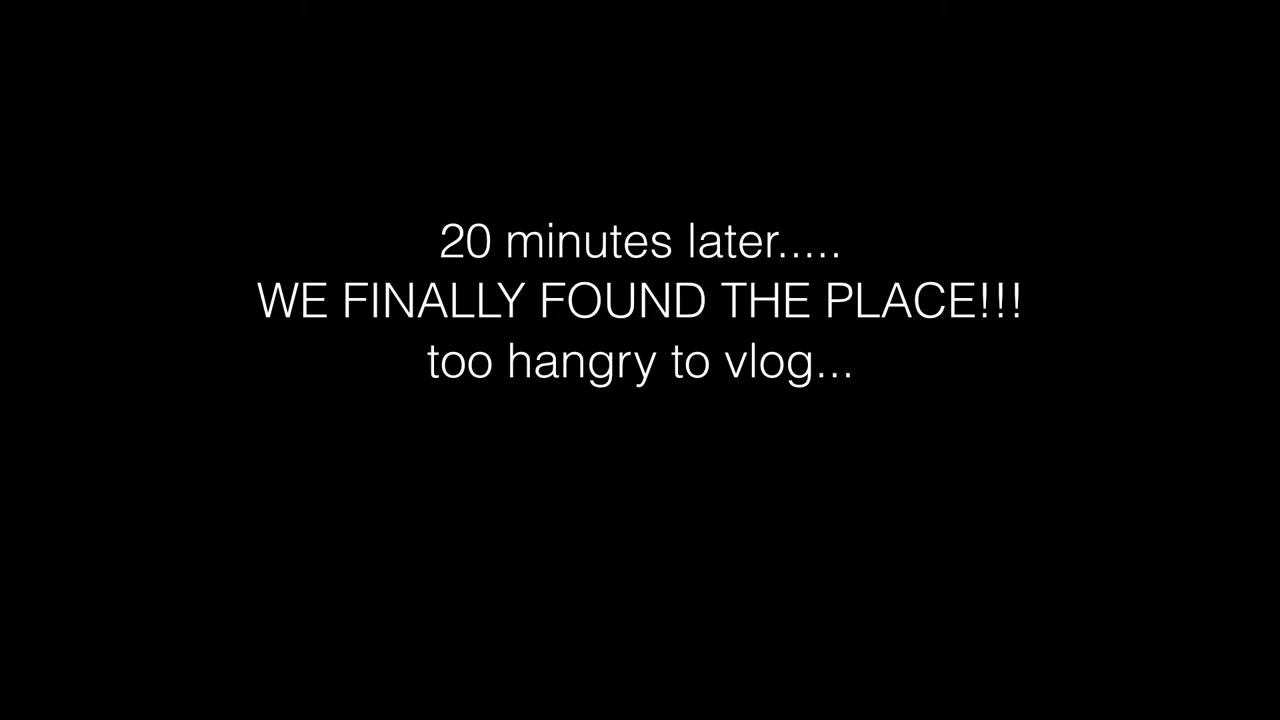 20 minutes later.....
WE FINALLY FOUND THE PLACE!!!
too hangry to vlog...